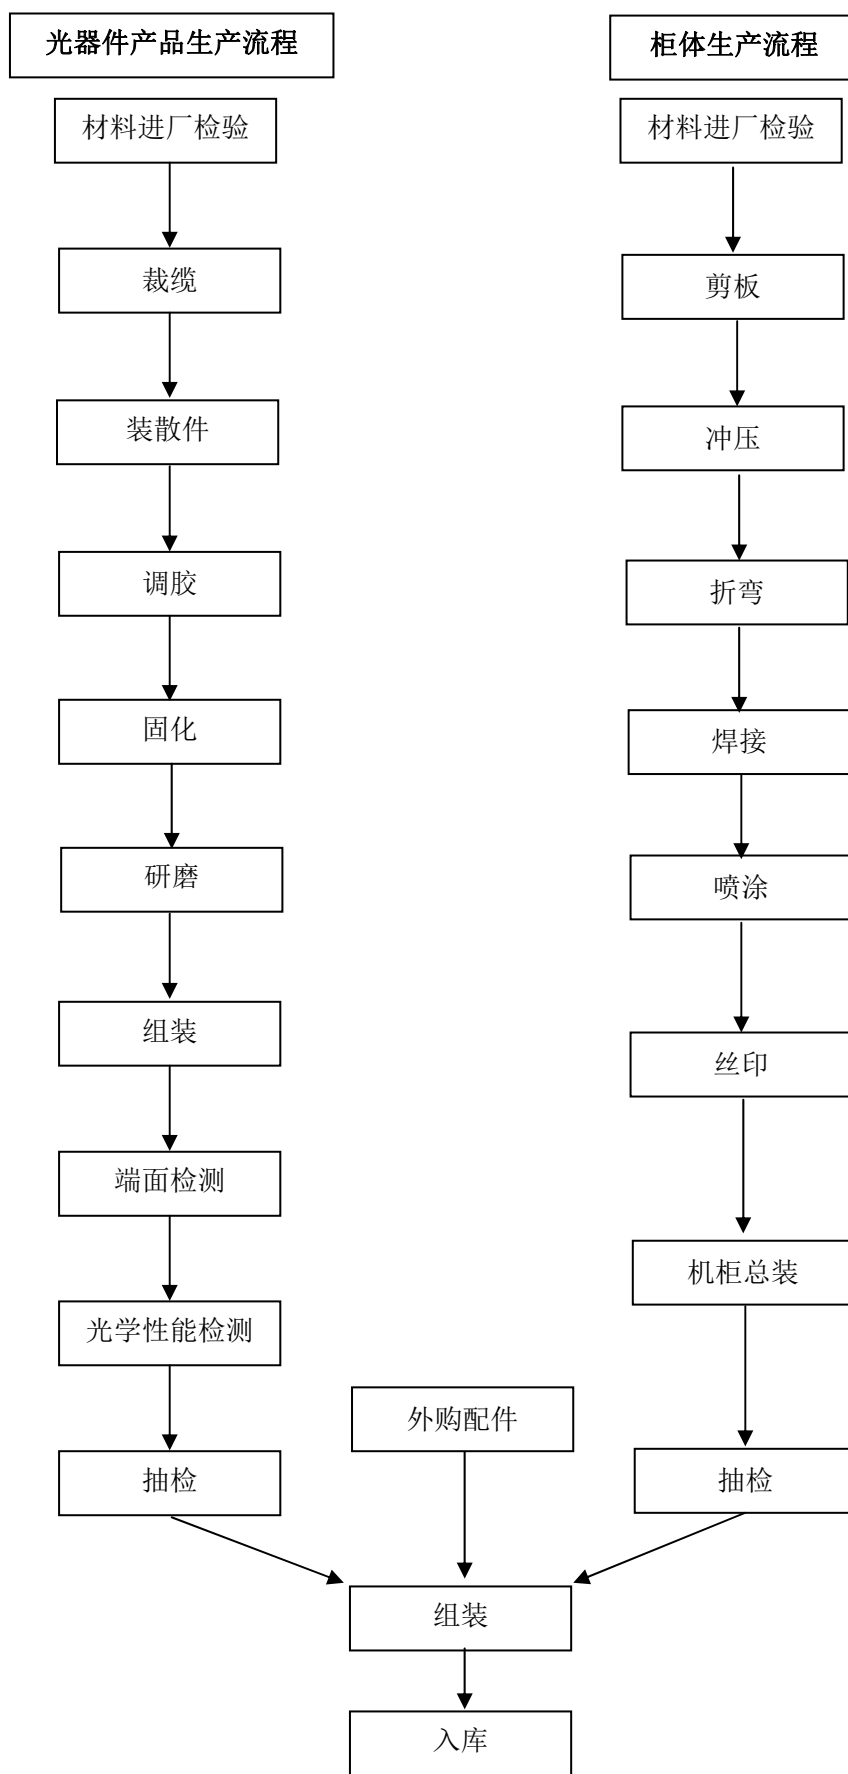 光器件产品生产流程
材料进厂检验
裁缆
装散件
调胶
固化
研磨
组装
端面检测
光学性能检测
抽检
柜体生产流程
材料进厂检验
剪板
冲压
折弯
焊接
喷涂
丝印
机柜总装
抽检
外购配件
组装
入库